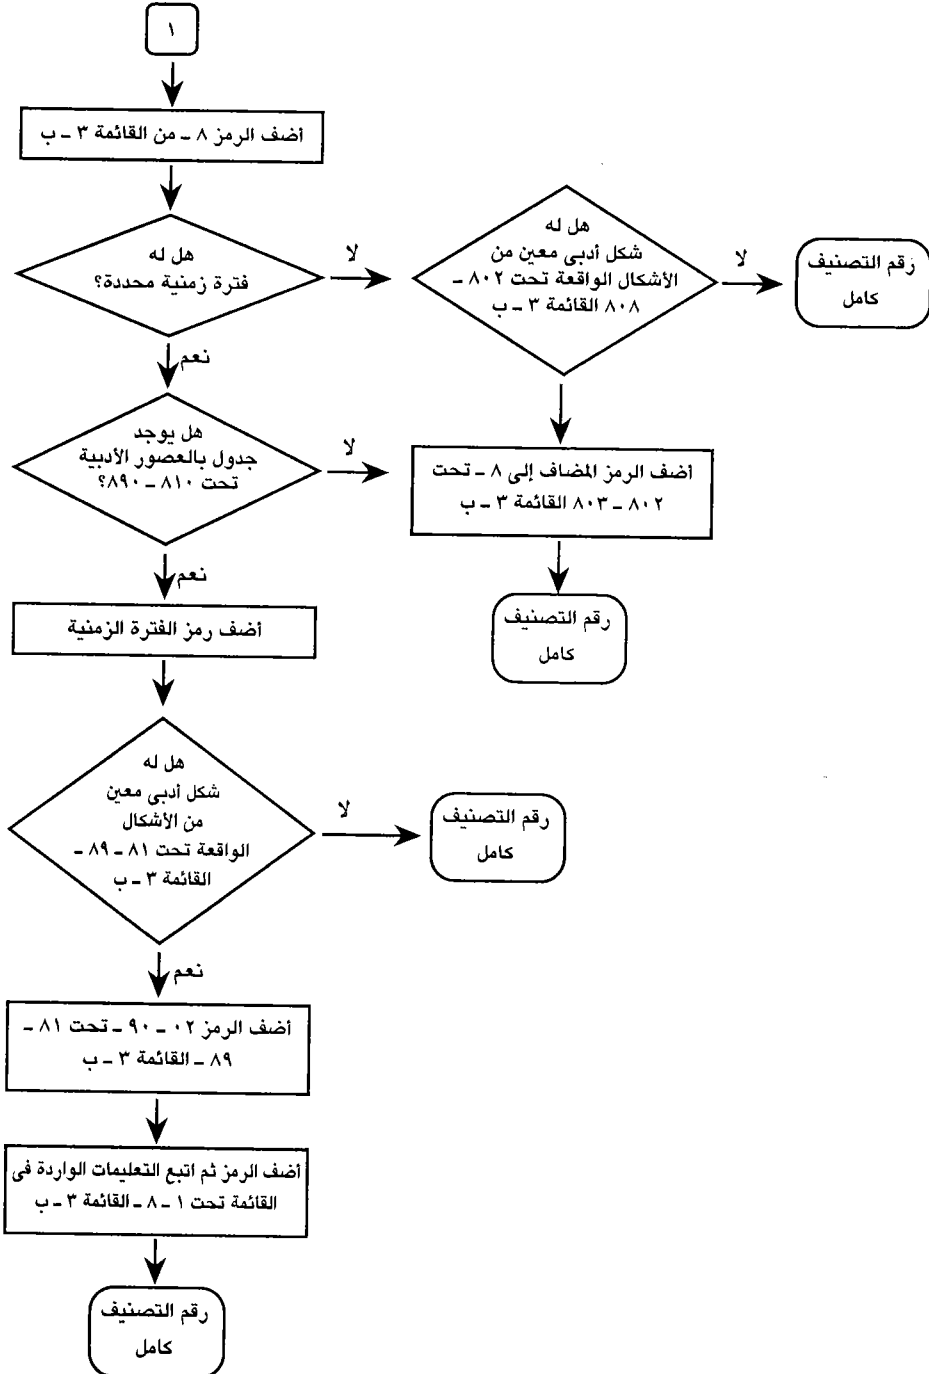 ١
أضف الرمز ٨ ـ من القائمة ٣ ـ ب
هل له
فترة زمنية محددة؟
لا
هل له
شكل أدبى معين من
الأشكال الواقعة تحت ٨٠٢ ـ
٨٠٨ القائمة ٣ ـ ب
لا
رقم التصنيف
كامل
نعم
هل يوجد
جدول بالعصور الأدبية
تحت ٨١٠ ـ ٨٩٠؟
لا
أضف الرمز المضاف إلى ٨ ـ تحت
٨٠٢ ـ ٨٠٣ القائمة ٣ ـ ب
رقم التصنيف
كامل
نعم
أضف رمز الفترة الزمنية
هل له
شكل أدبى معين
من الأشكال
الواقعة تحت ٨١ ـ ٨٩ ـ
القائمة ٣ ـ ب
لا
رقم التصنيف
كامل
نعم
أضف الرمز ٠٢ ـ ٩٠ ـ تحت ٨١ ـ
٨٩ ـ القائمة ٣ ـ ب
أضف الرمز ثم اتبع التعليمات الواردة فى
القائمة تحت ١ ـ ٨ ـ القائمة ٣ ـ ب
رقم التصنيف
كامل